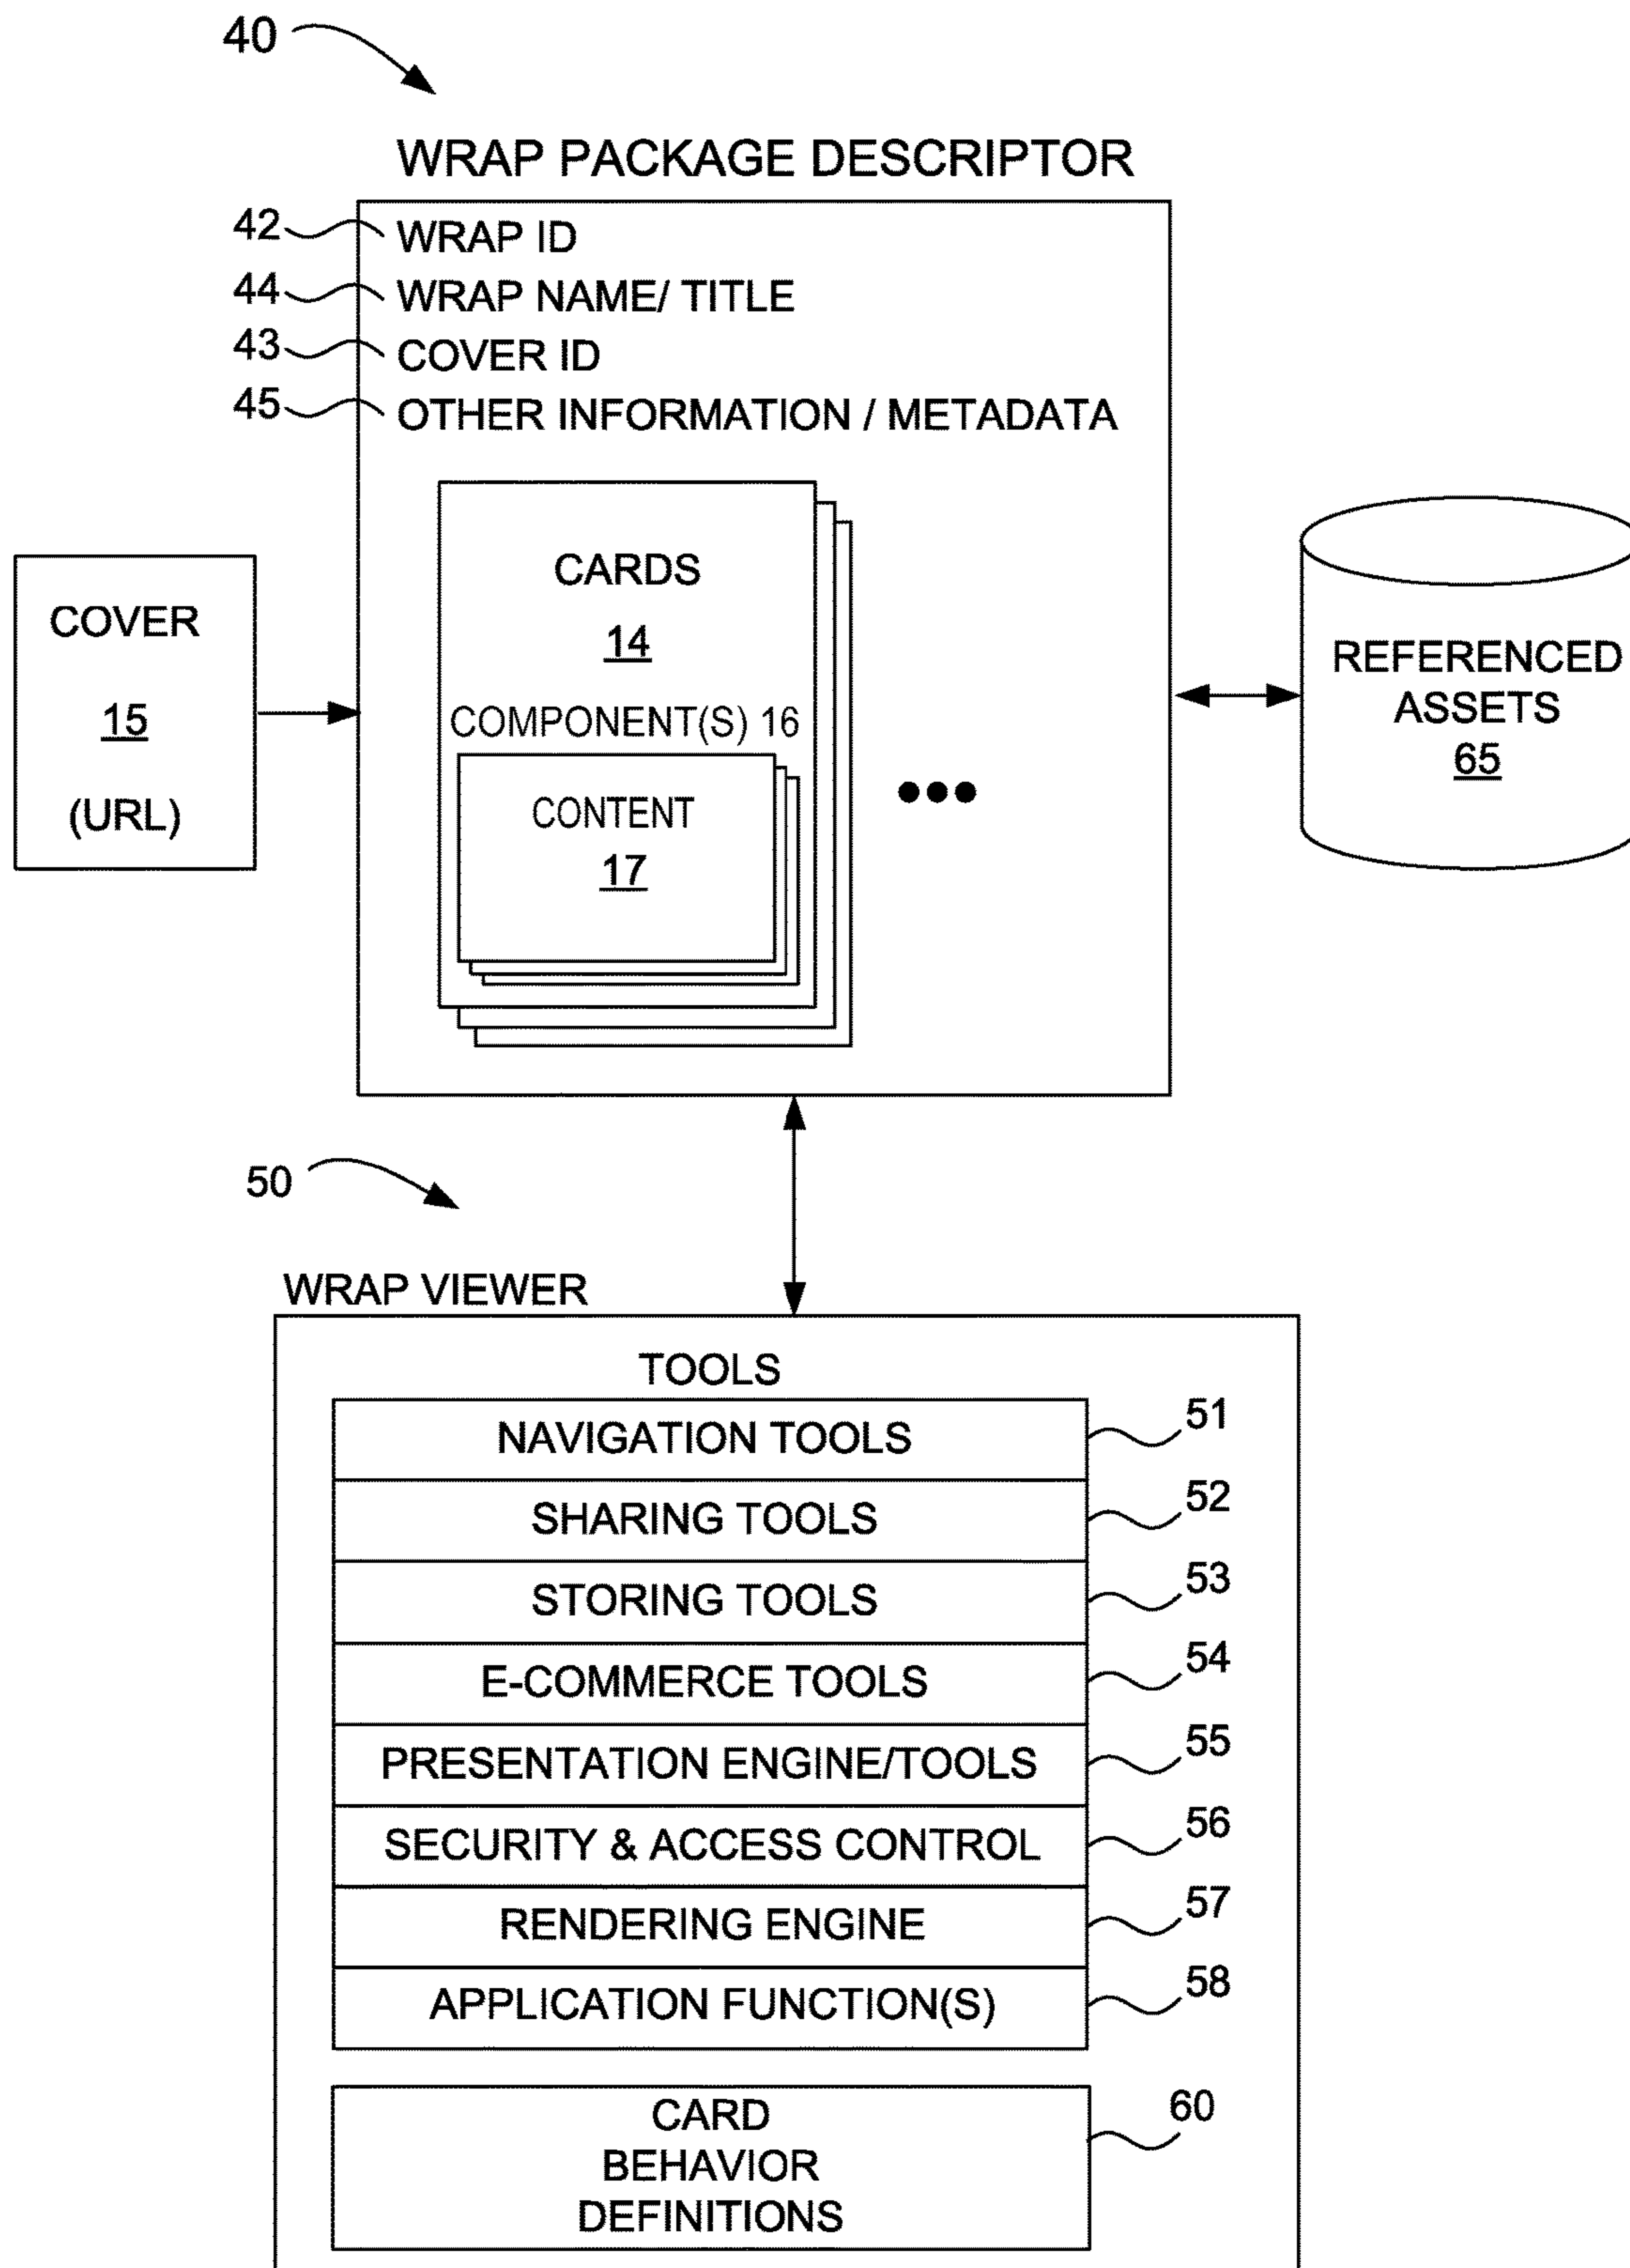 40
WRAP PACKAGE DESCRIPTOR
42 WRAP ID
44 WRAP NAME/ TITLE
43 COVER ID
45 OTHER INFORMATION / METADATA
CARDS
14
COMPONENT(S) 16
CONTENT
17
COVER
15
(URL)
REFERENCED
ASSETS
65
50
WRAP VIEWER
TOOLS
NAVIGATION TOOLS 51
SHARING TOOLS 52
STORING TOOLS 53
E-COMMERCE TOOLS 54
PRESENTATION ENGINE/TOOLS 55
SECURITY & ACCESS CONTROL 56
RENDERING ENGINE 57
APPLICATION FUNCTION(S) 58
CARD 60
BEHAVIOR
DEFINITIONS